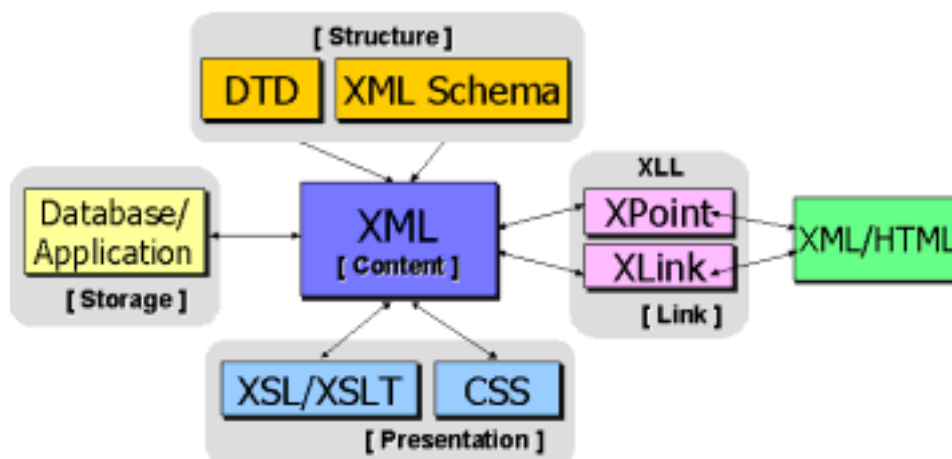 [ Structure ]
DTD
XML Schema
XLL
Database/
Application
[ Storage ]
XML
[ Content ]
XPoint
XLink
[ Link ]
XML/HTML
XSL/XSLT
CSS
[ Presentation ]